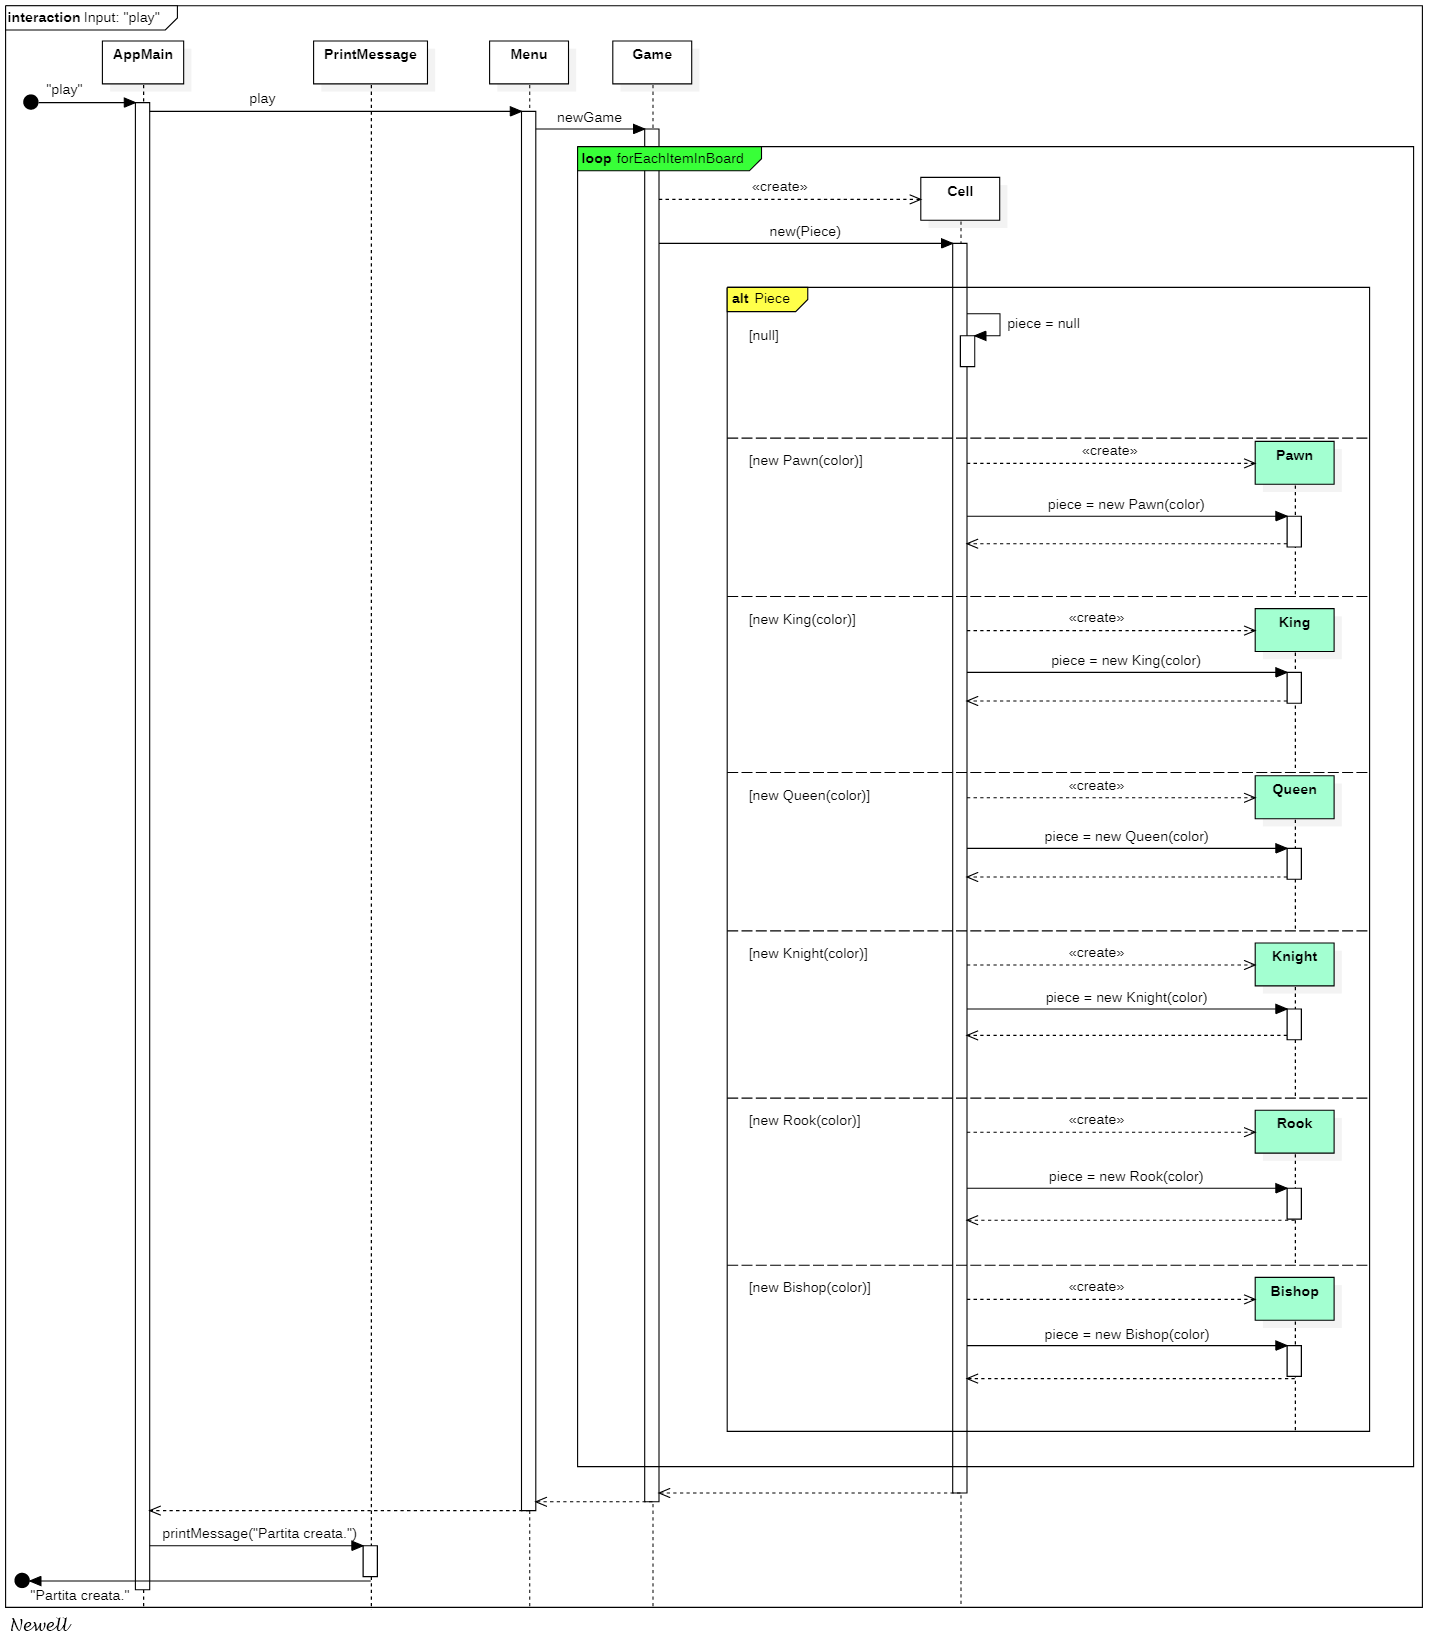 interaction Input: "play"
AppMain
PrintMessage
Menu
Game
"play"
play
newGame
loop forEachItemInBoard
«create»
Cell
new(Piece)
alt Piece
[null]
piece = null
[new Pawn(color)]
«create»
Pawn
piece = new Pawn(color)
[new King(color)]
«create»
King
piece = new King(color)
[new Queen(color)]
«create»
Queen
piece = new Queen(color)
[new Knight(color)]
«create»
Knight
piece = new Knight(color)
[new Rook(color)]
«create»
Rook
piece = new Rook(color)
[new Bishop(color)]
«create»
Bishop
piece = new Bishop(color)
printMessage("Partita creata.")
"Partita creata."
Newell